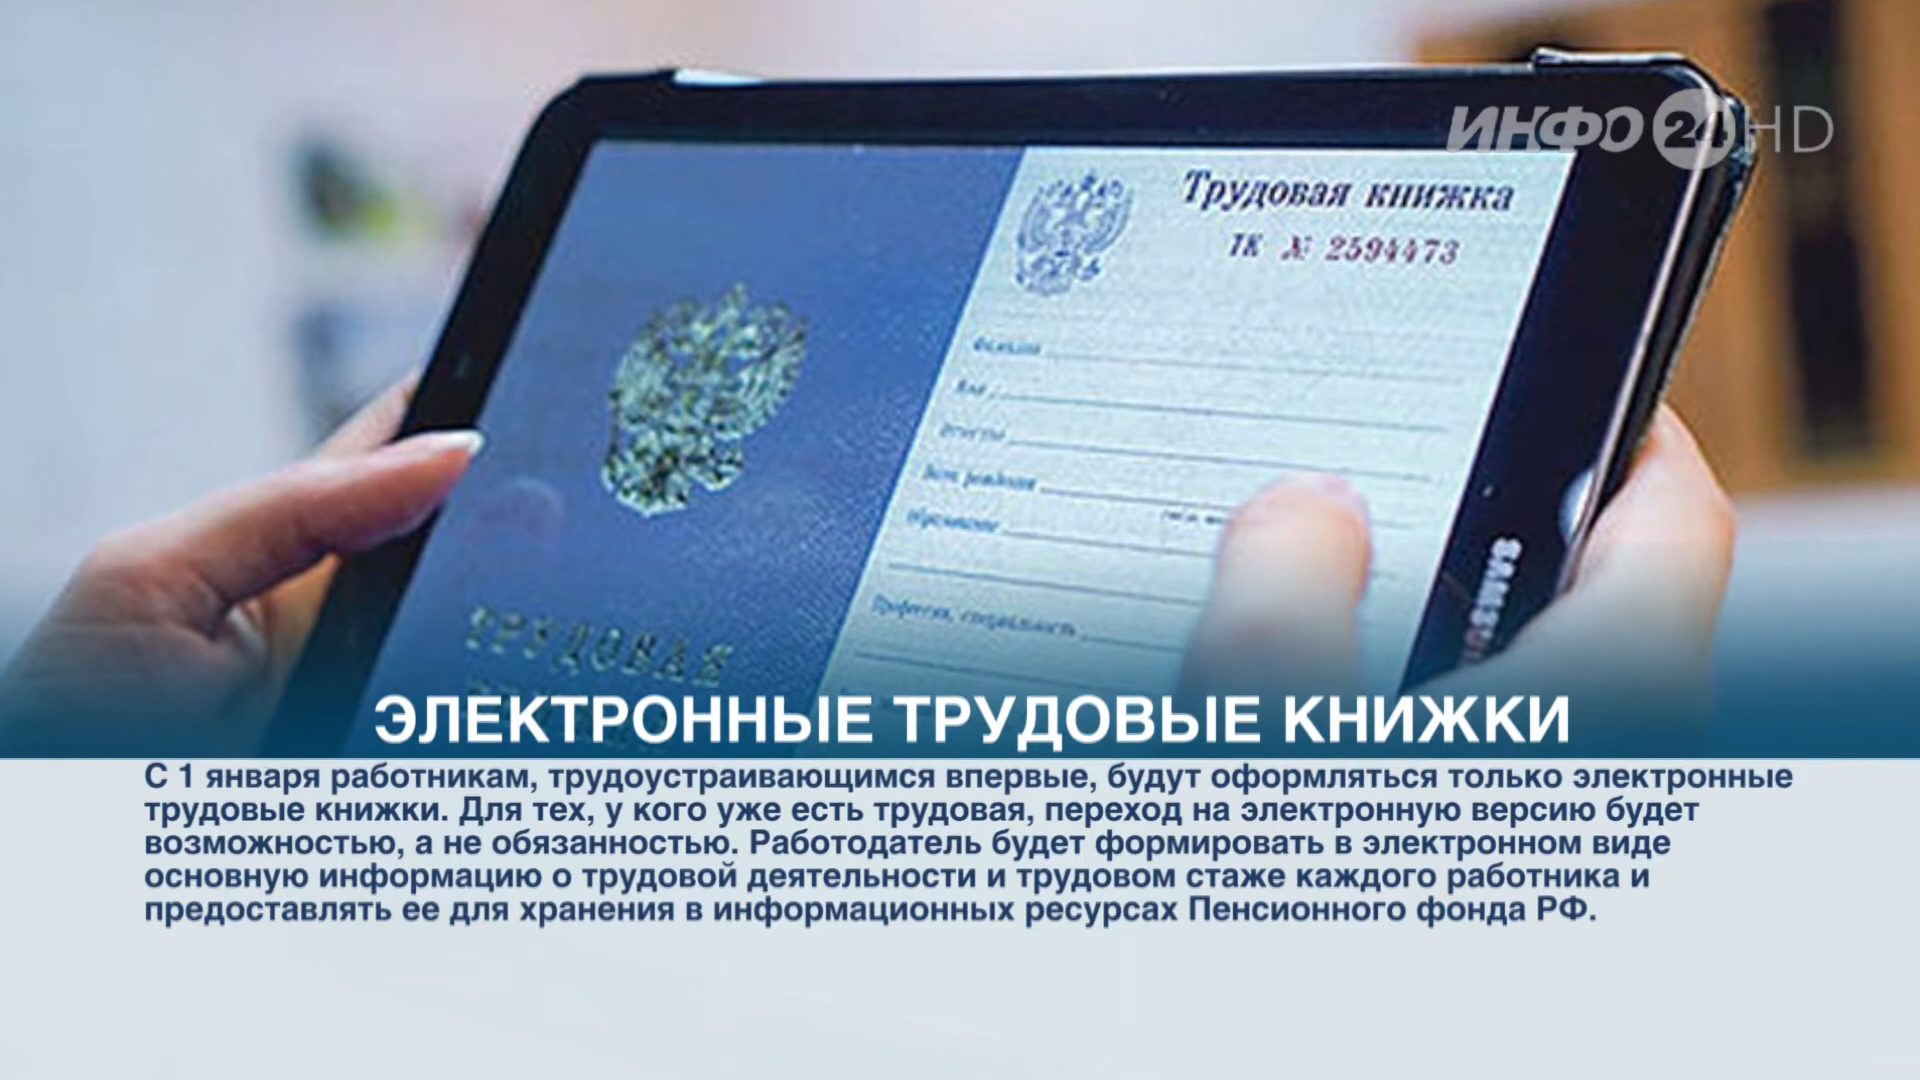 ИНФО 24 HD
Трудовая книжка
ТК № 2594473
Фамилия
Имя
Отчество
Дата рождения
Образование
Профессия, специальность
SAMSUNG
ТРУДОВАЯ
ЭЛЕКТРОННЫЕ ТРУДОВЫЕ КНИЖКИ
С 1 января работникам, трудоустраивающимся впервые, будут оформляться только электронные
трудовые книжки. Для тех, у кого уже есть трудовая, переход на электронную версию будет
возможностью, а не обязанностью. Работодатель будет формировать в электронном виде
основную информацию о трудовой деятельности и трудовом стаже каждого работника и
предоставлять ее для хранения в информационных ресурсах Пенсионного фонда РФ.